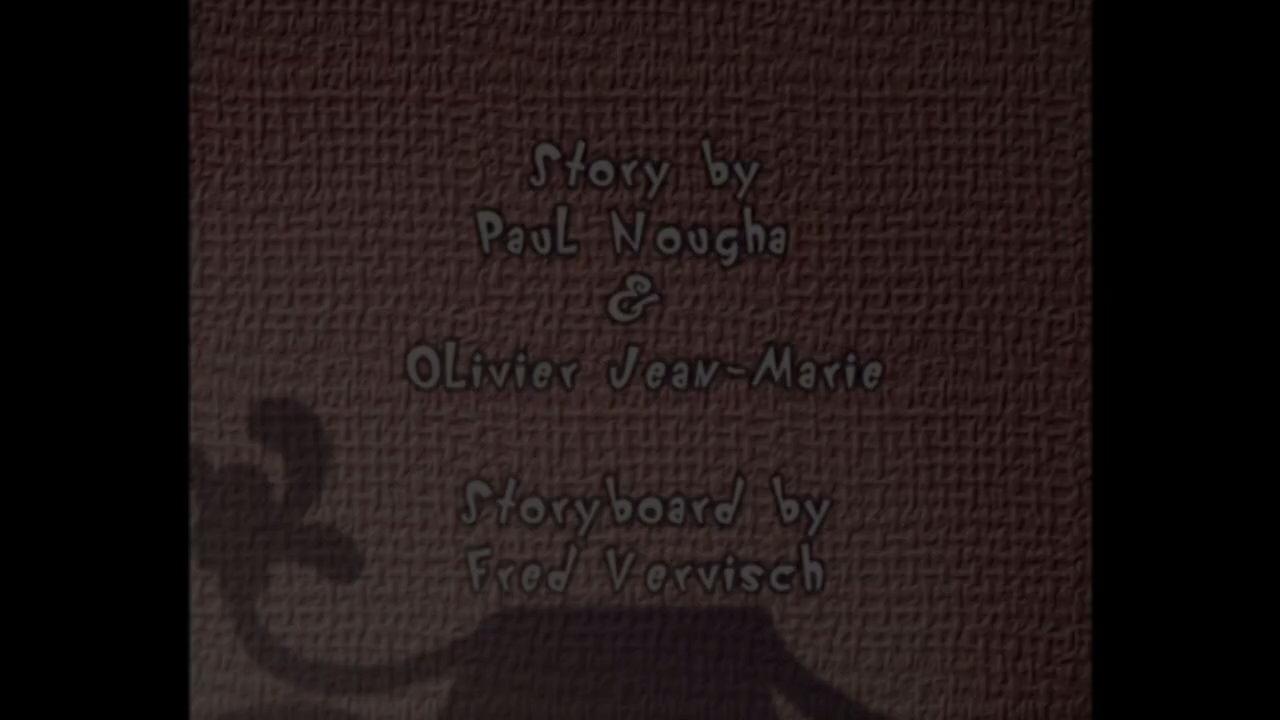 Story by
Paul Nougha
&
Olivier Jean-Marie
Storyboard by
Fred Vervisch